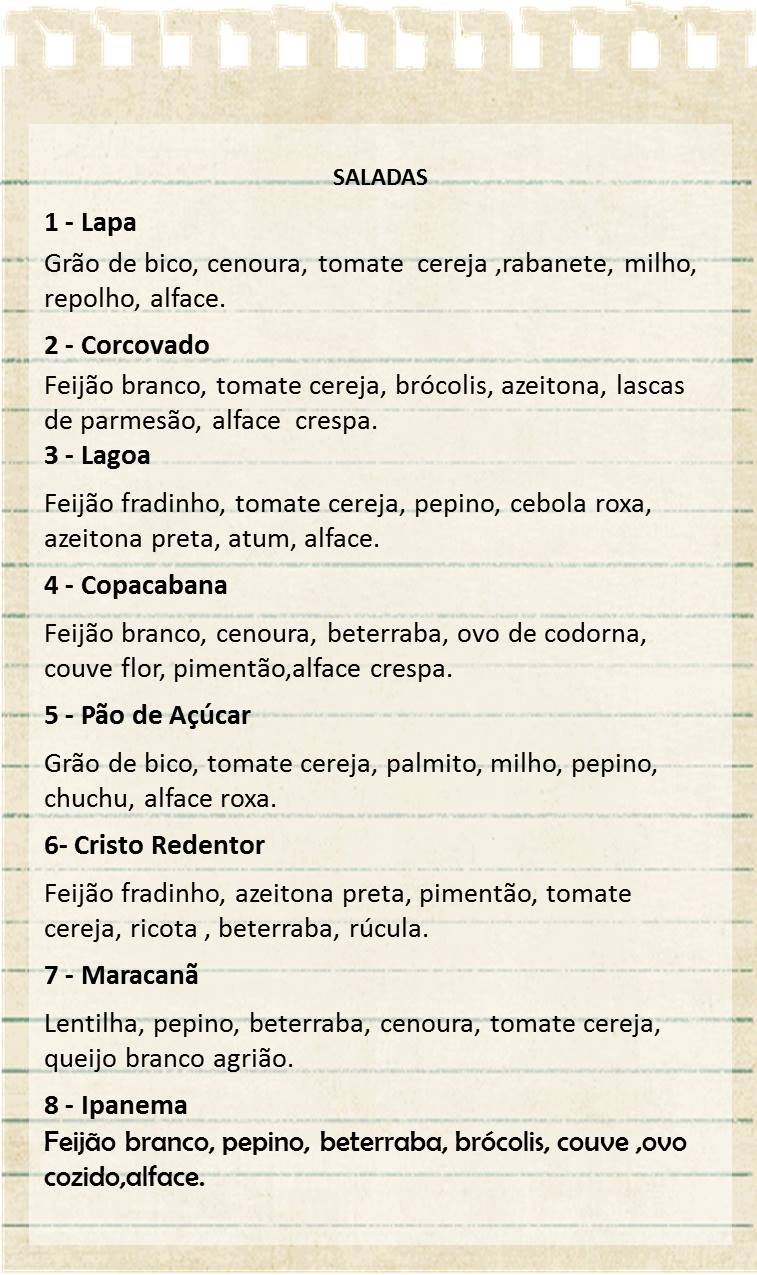 SALADAS
1 - Lapa
Grão de bico, cenoura, tomate cereja ,rabanete, milho,
repolho, alface.
2 - Corcovado
Feijão branco, tomate cereja, brócolis, azeitona, lascas
de parmesão, alface crespa.
3 - Lagoa
Feijão fradinho, tomate cereja, pepino, cebola roxa,
azeitona preta, atum, alface.
4 - Copacabana
Feijão branco, cenoura, beterraba, ovo de codorna,
couve flor, pimentão,alface crespa.
5 - Pão de Açúcar
Grão de bico, tomate cereja, palmito, milho, pepino,
chuchu, alface roxa.
6- Cristo Redentor
Feijão fradinho, azeitona preta, pimentão, tomate
cereja, ricota , beterraba, rúcula.
7 - Maracanã
Lentilha, pepino, beterraba, cenoura, tomate cereja,
queijo branco agrião.
8 - Ipanema
Feijão branco, pepino, beterraba, brócolis, couve ,ovo
cozido,alface.